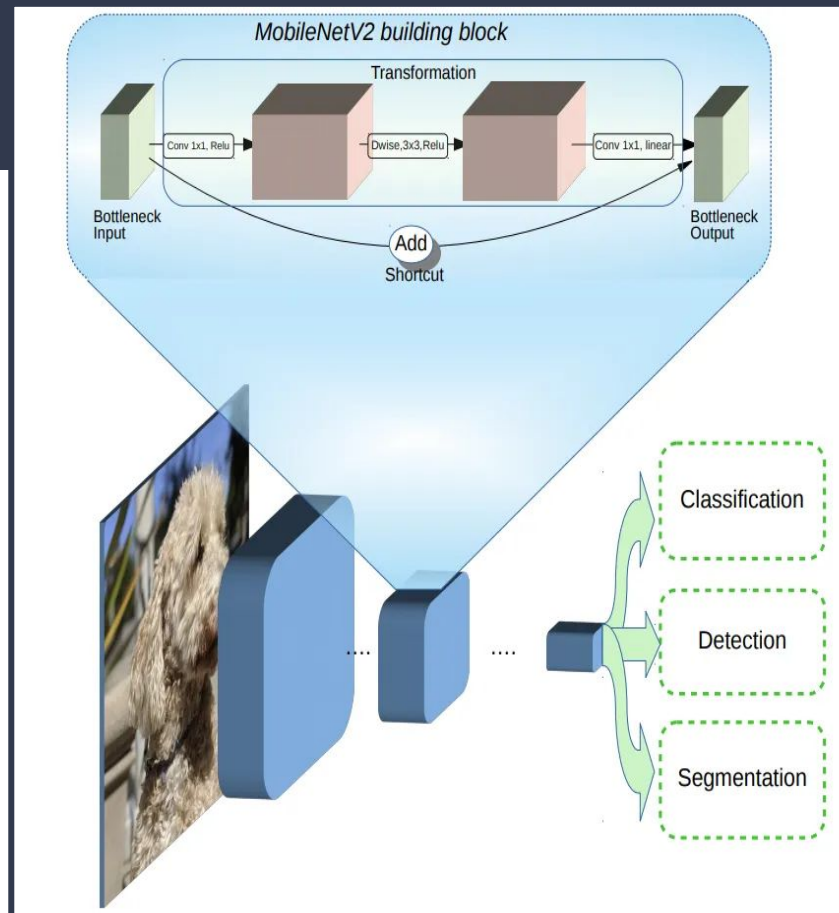 MobileNetV2 building block
Transformation
Conv 1x1, Relu
Dwise,3x3,Relu
Conv 1x1, linear
Bottleneck
Input
Bottleneck
Output
Add
Shortcut
....
....
Classification
Detection
Segmentation